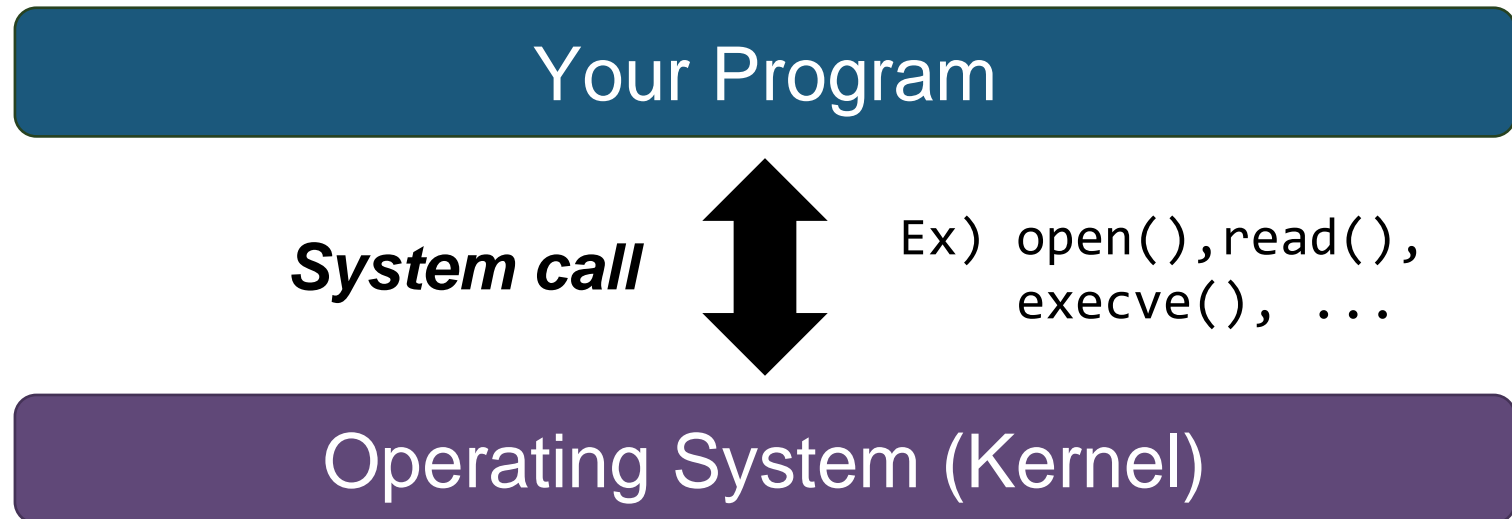 Your Program
System call
Ex) open(),read(),
execve(), ...
Operating System (Kernel)